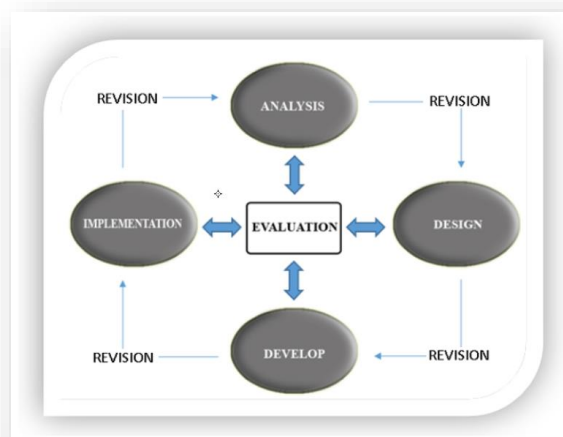 REVISION
ANALYSIS
REVISION
IMPLEMENTATION
EVALUATION
DESIGN
REVISION
DEVELOP
REVISION